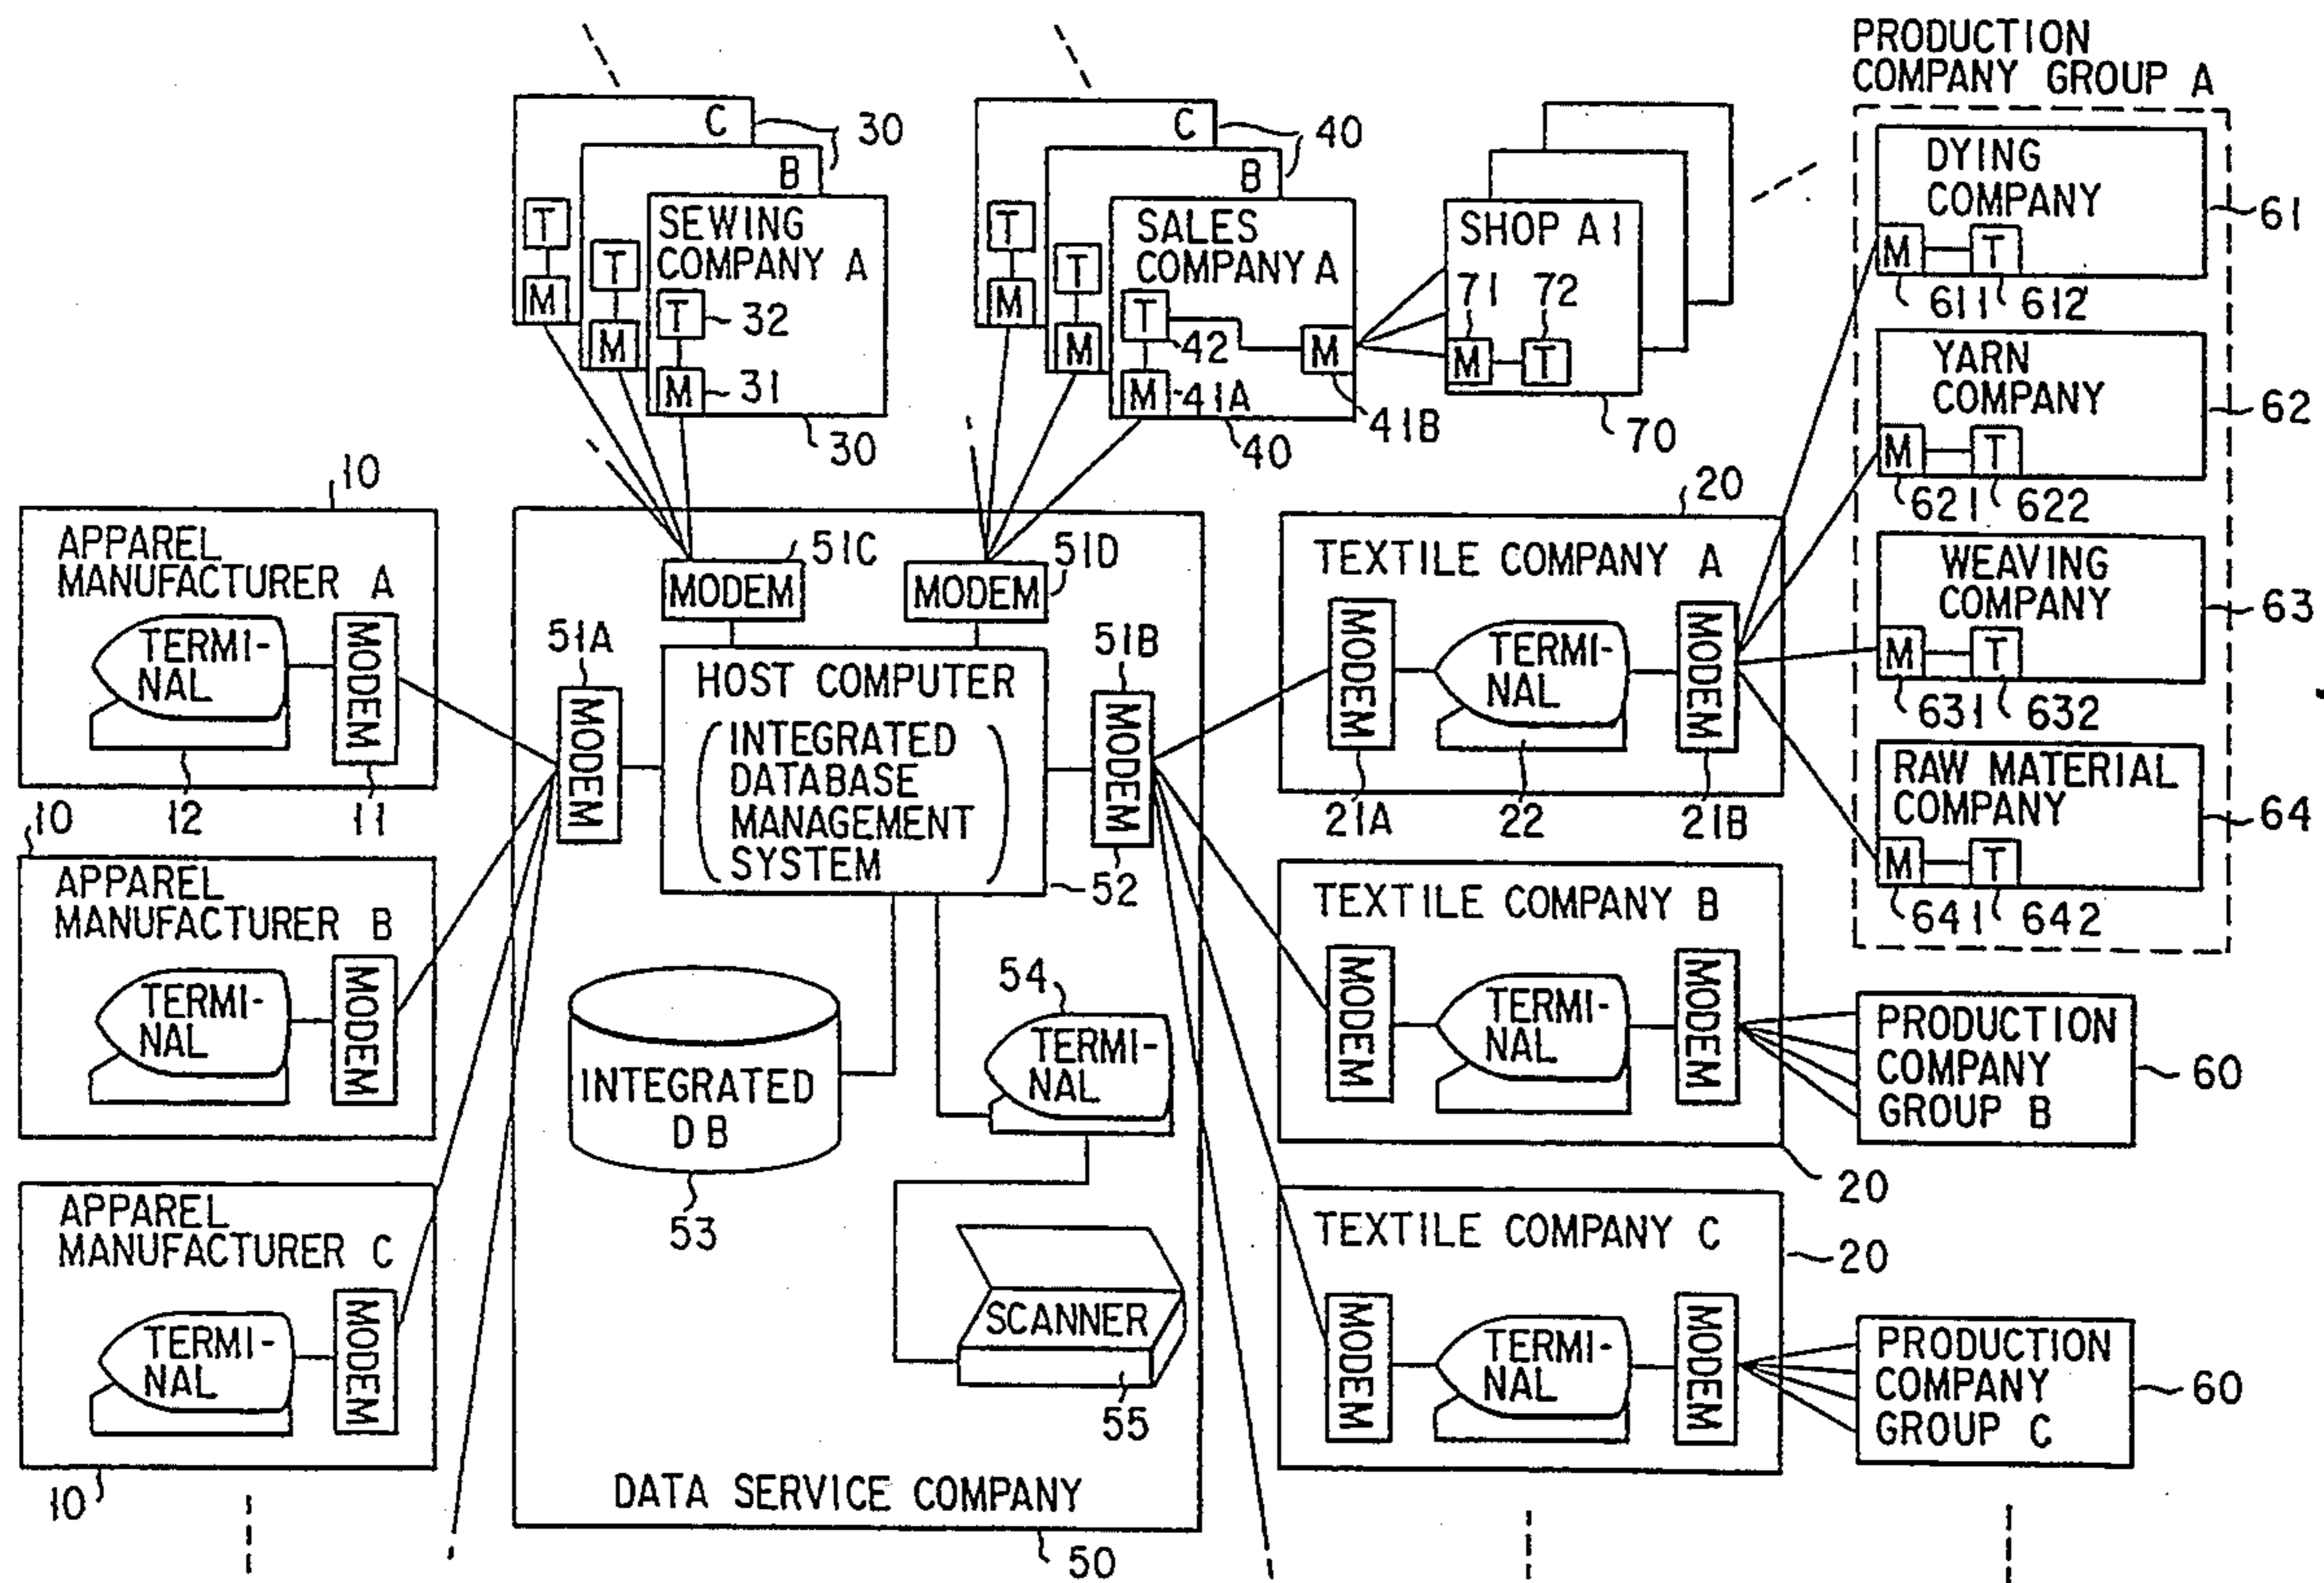 PRODUCTION
COMPANY GROUP A
C
30
B
T
M
T
M
SEWING
COMPANY A
T
32
M
31
30
C
40
B
T
M
T
M
SALES
COMPANY A
T
42
M
41A
M
41B
40
SHOP A1
71
72
M
T
70
DYING
COMPANY
M
T
61
611
612
YARN
COMPANY
M
T
62
621
622
WEAVING
COMPANY
M
T
63
631
632
RAW MATERIAL
COMPANY
M
T
64
641
642
10
APPAREL
MANUFACTURER A
TERMI-
NAL
MODEM
12
11
10
APPAREL
MANUFACTURER B
TERMI-
NAL
MODEM
APPAREL
MANUFACTURER C
TERMI-
NAL
MODEM
10
51C
MODEM
51D
MODEM
51A
MODEM
HOST COMPUTER
INTEGRATED
DATABASE
MANAGEMENT
SYSTEM
51B
MODEM
52
INTEGRATED
DB
53
54
TERMI-
NAL
SCANNER
55
DATA SERVICE COMPANY
50
20
TEXTILE COMPANY A
MODEM
TERMI-
NAL
MODEM
21A
22
21B
TEXTILE COMPANY B
MODEM
TERMI-
NAL
MODEM
20
PRODUCTION
COMPANY
GROUP B
60
TEXTILE COMPANY C
20
MODEM
TERMI-
NAL
MODEM
PRODUCTION
COMPANY
GROUP C
60